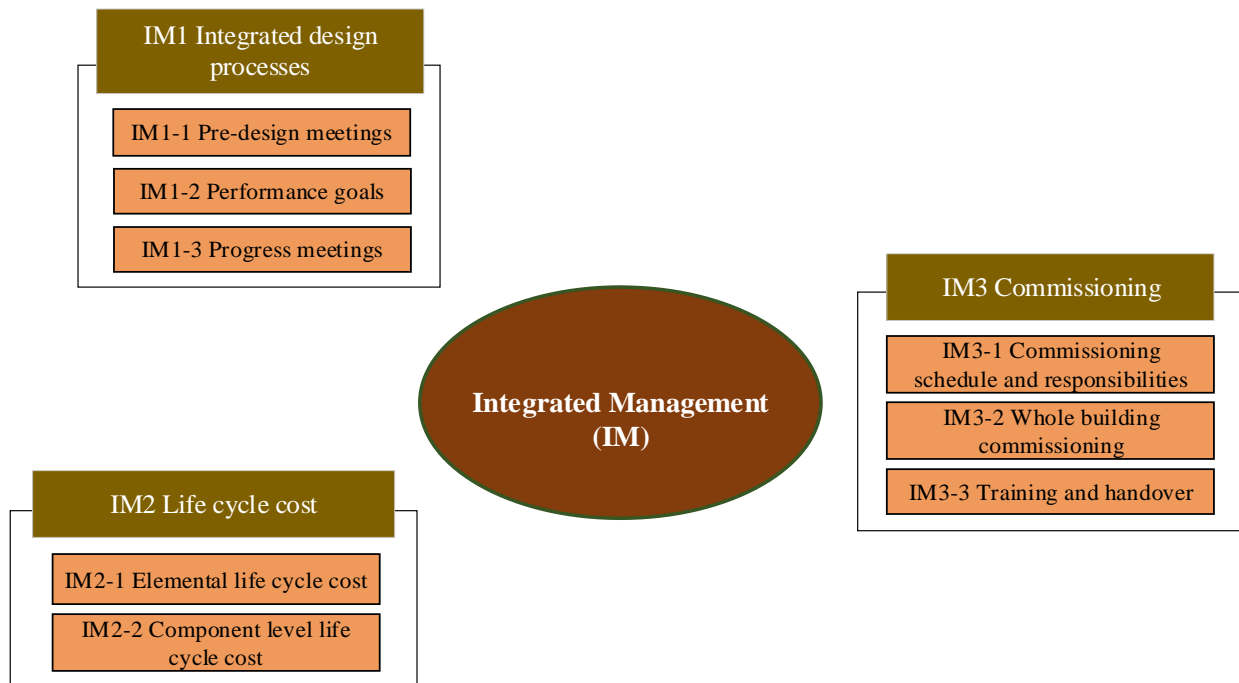 IM1 Integrated design
processes
IM1-1 Pre-design meetings
IM1-2 Performance goals
IM1-3 Progress meetings
Integrated Management
(IM)
IM3 Commissioning
IM3-1 Commissioning
schedule and responsibilities
IM3-2 Whole building
commissioning
IM3-3 Training and handover
IM2 Life cycle cost
IM2-1 Elemental life cycle cost
IM2-2 Component level life
cycle cost